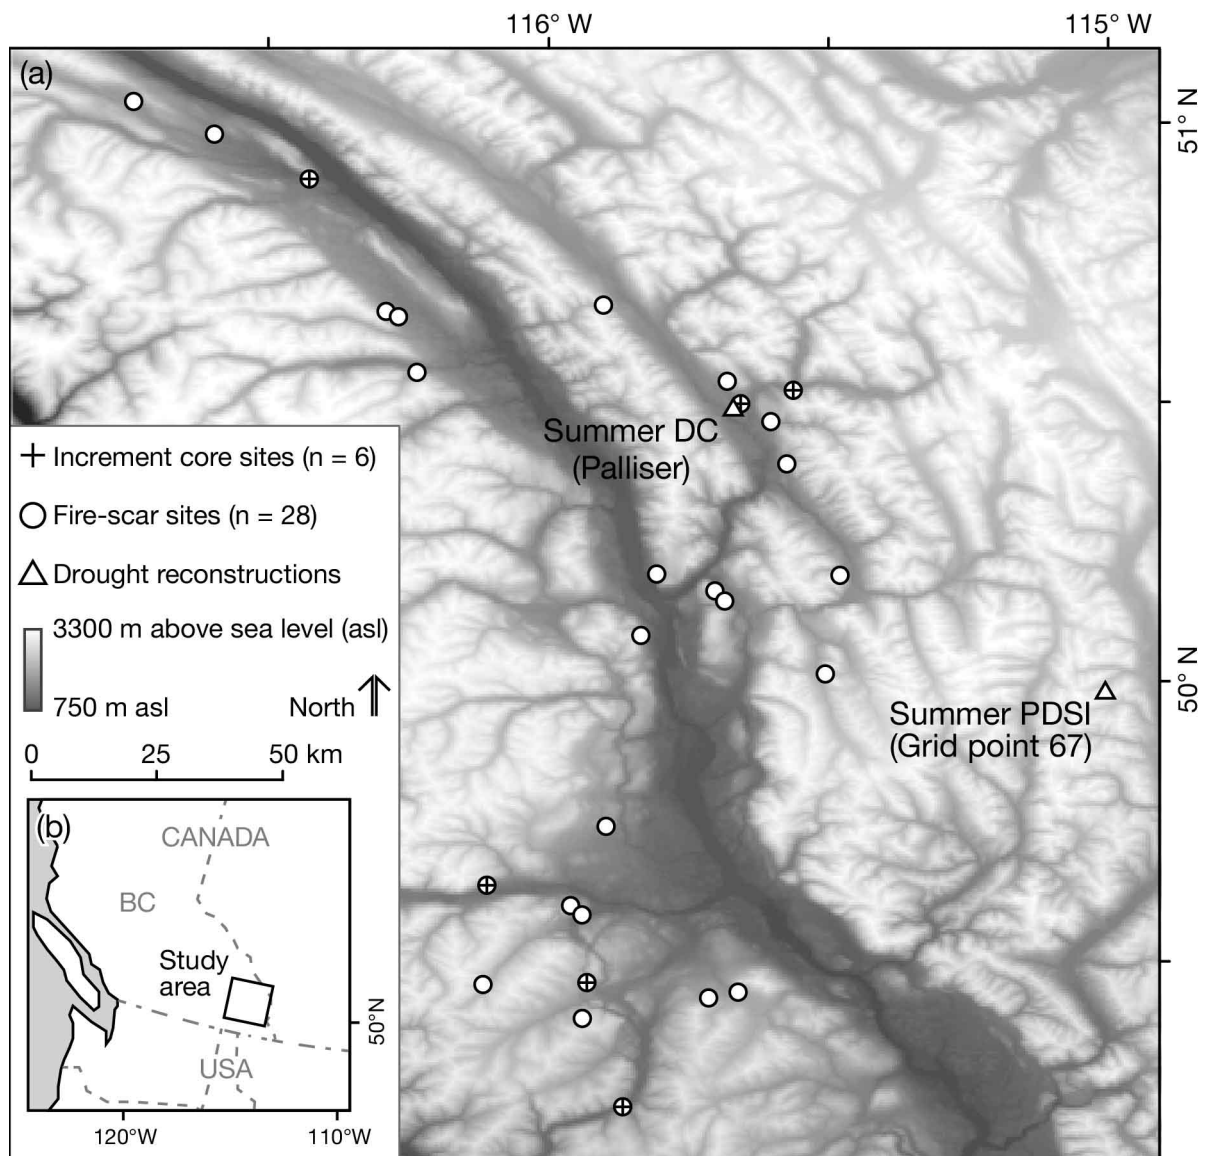 116° W
115° W
(a)
51° N
Summer DC
(Palliser)
Increment core sites (n = 6)
Fire-scar sites (n = 28)
Drought reconstructions
3300 m above sea level (asl)
750 m asl
North
50° N
Summer PDSI
(Grid point 67)
0 25 50 km
(b)
CANADA
BC
Study
area
50°N
USA
120°W
110°W